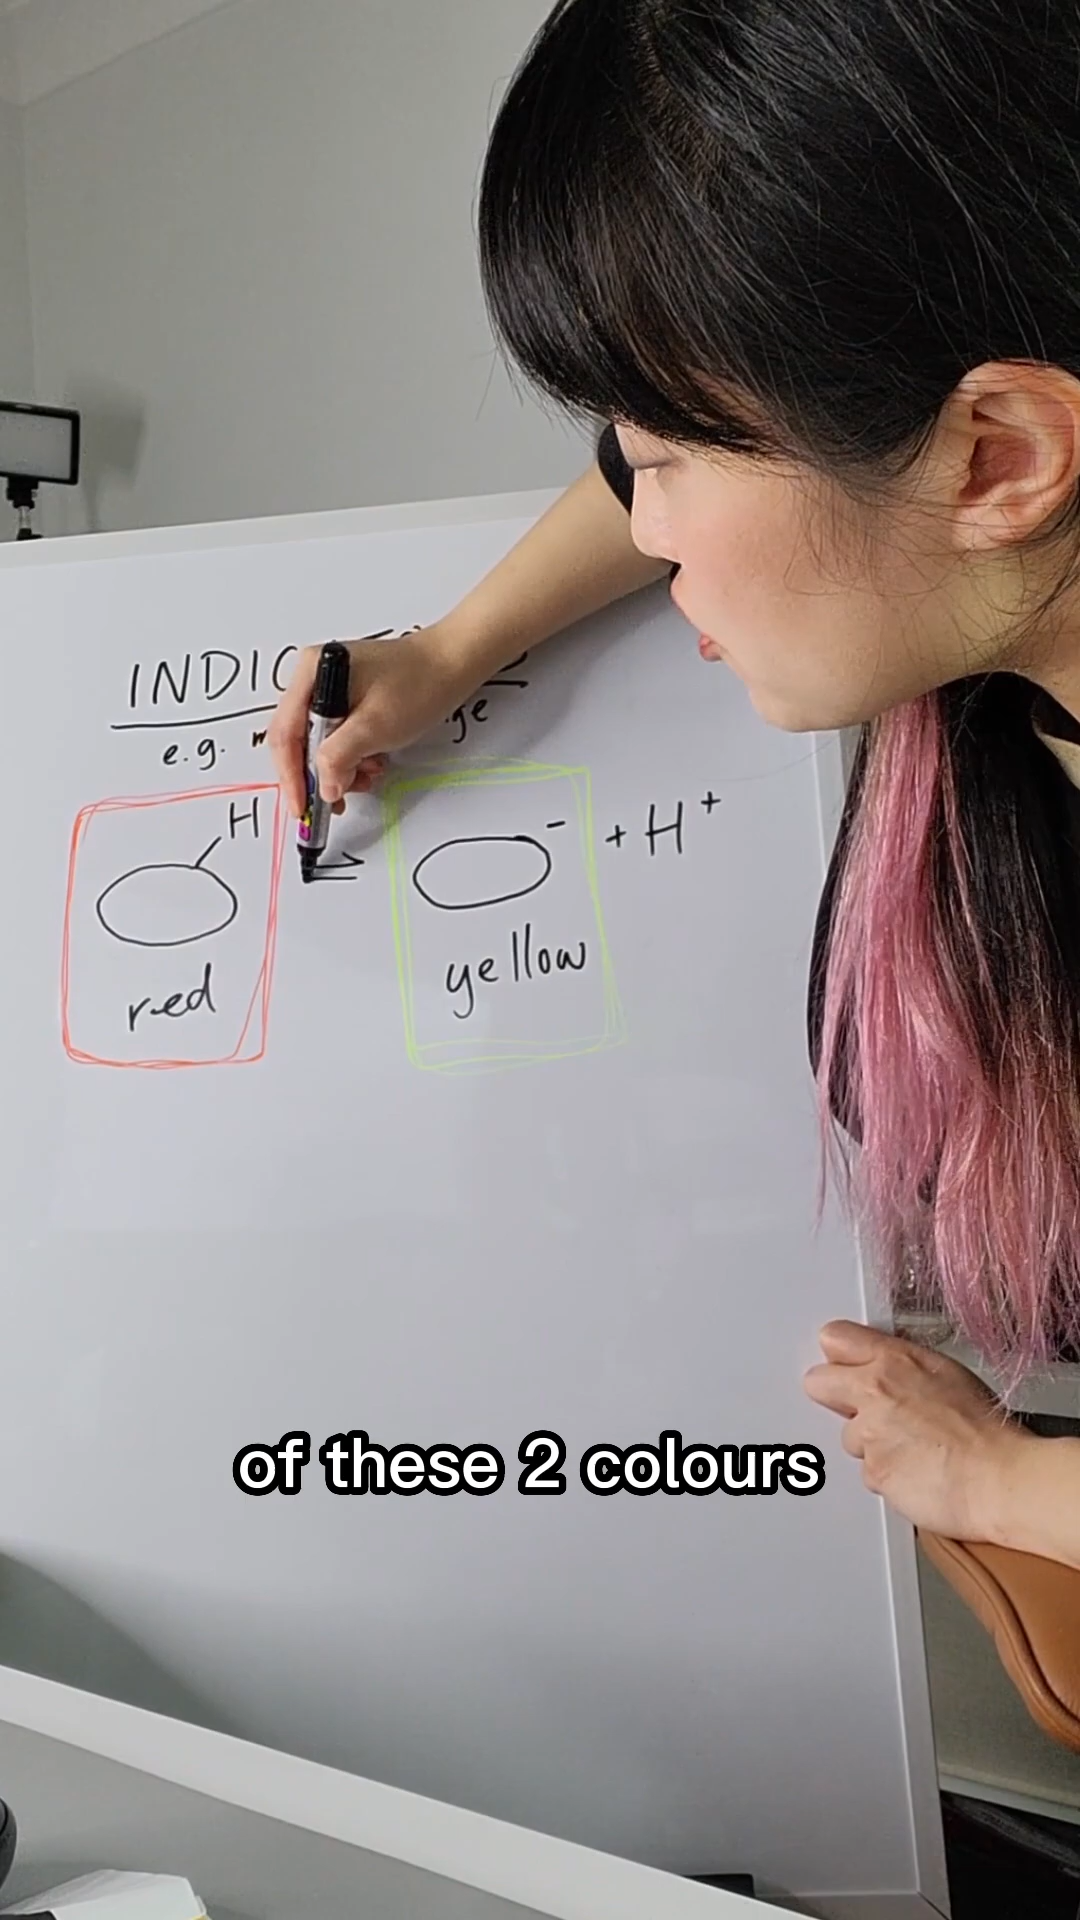 INDIC
e.g.
H
- + H+
red
yellow
of these 2 colours